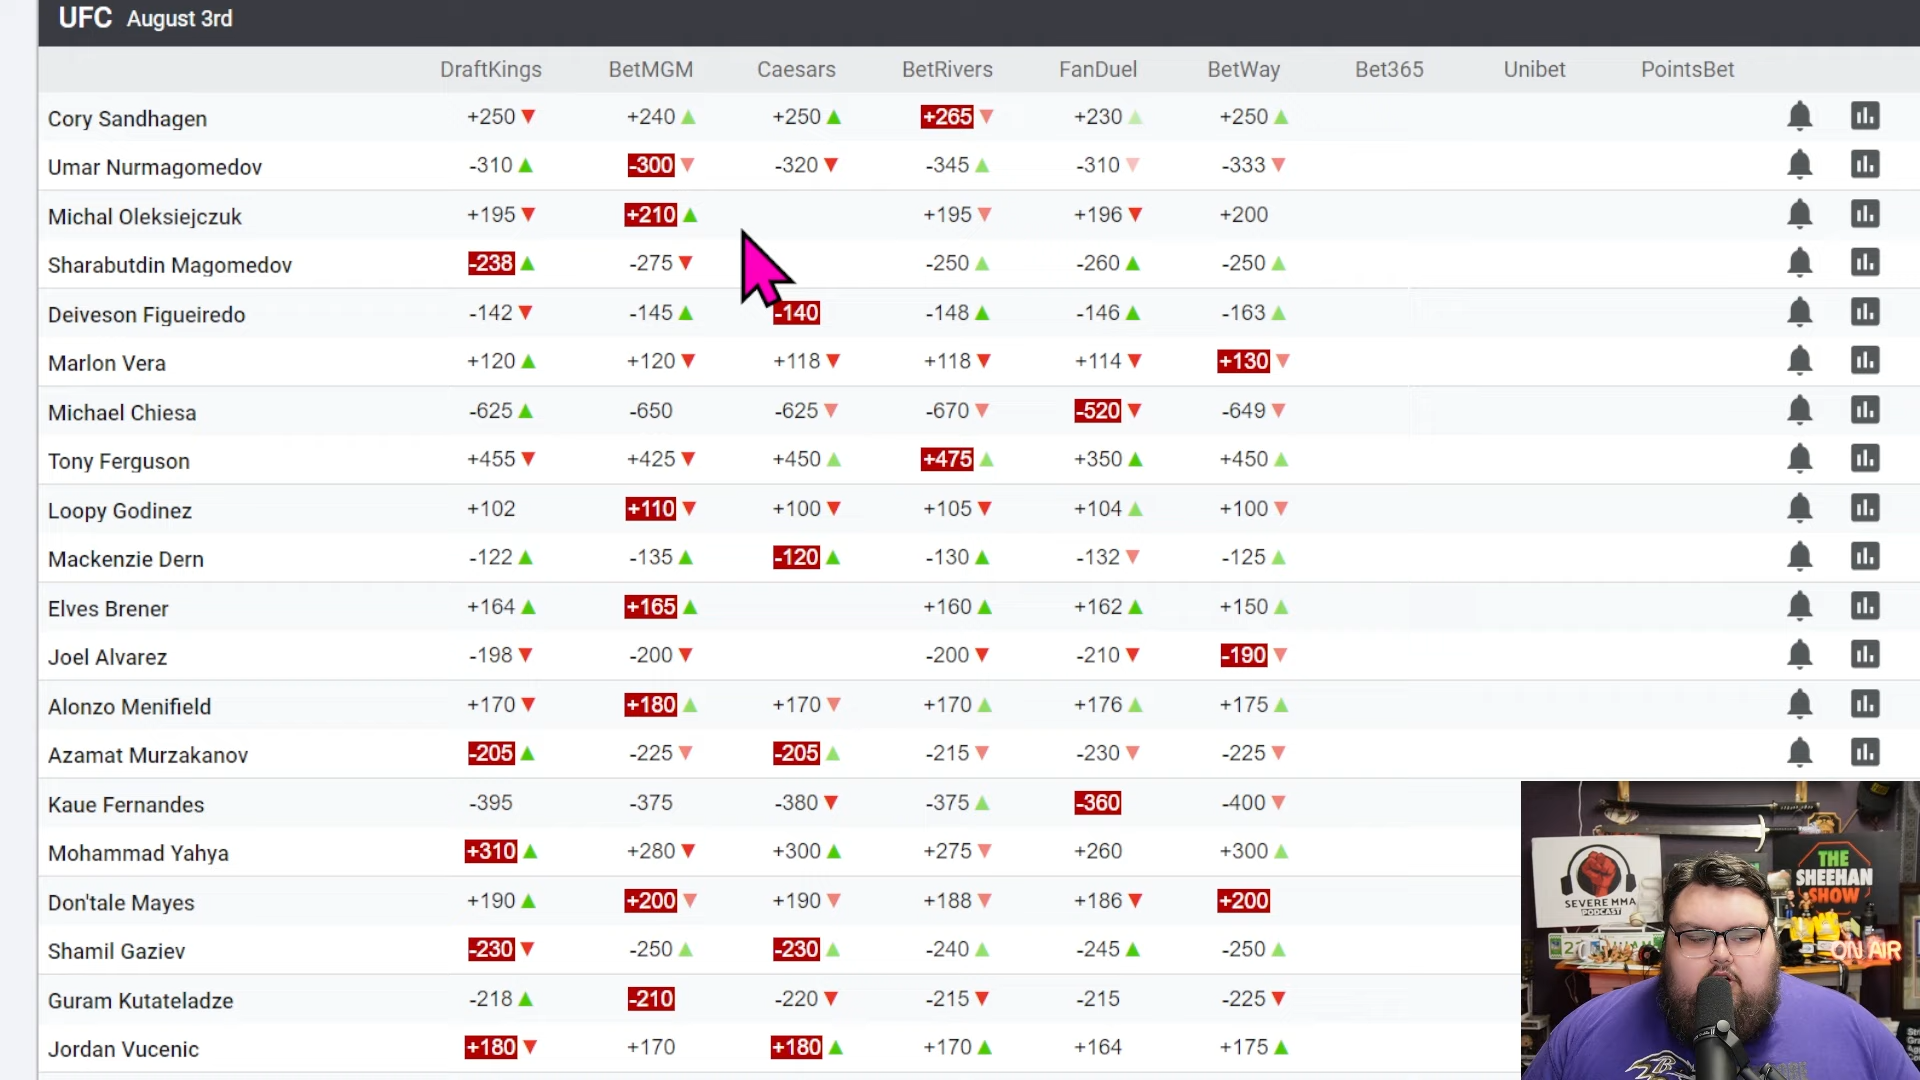 UFC August 3rd
DraftKings BetMGM Caesars BetRivers FanDuel BetWay Bet365 Unibet PointsBet
Cory Sandhagen +250 +240 +250 +265 +230 +250
Umar Nurmagomedov -310 -300 -320 -345 -310 -333
Michal Oleksiejczuk +195 +210 +195 +196 +200
Sharabutdin Magomedov -238 -275 -250 -260 -250
Deiveson Figueiredo -142 -145 -140 -148 -146 -163
Marlon Vera +120 +120 +118 +118 +114 +130
Michael Chiesa -625 -650 -625 -670 -520 -649
Tony Ferguson +455 +425 +450 +475 +350 +450
Loopy Godinez +102 +110 +100 +105 +104 +100
Mackenzie Dern -122 -135 -120 -130 -132 -125
Elves Brener +164 +165 +160 +162 +150
Joel Alvarez -198 -200 -200 -210 -190
Alonzo Menifield +170 +180 +170 +170 +176 +175
Azamat Murzakanov -205 -225 -205 -215 -230 -225
Kaue Fernandes -395 -375 -380 -375 -360 -400
Mohammad Yahya +310 +280 +300 +275 +260 +300
Don'tale Mayes +190 +200 +190 +188 +186 +200
Shamil Gaziev -230 -250 -230 -240 -245 -250
Guram Kutateladze -218 -210 -220 -215 -215 -225
Jordan Vucenic +180 +170 +180 +170 +164 +175
SEVERE MMA
PODCAST
THE
SHEEHAN
SHOW
ON AIR